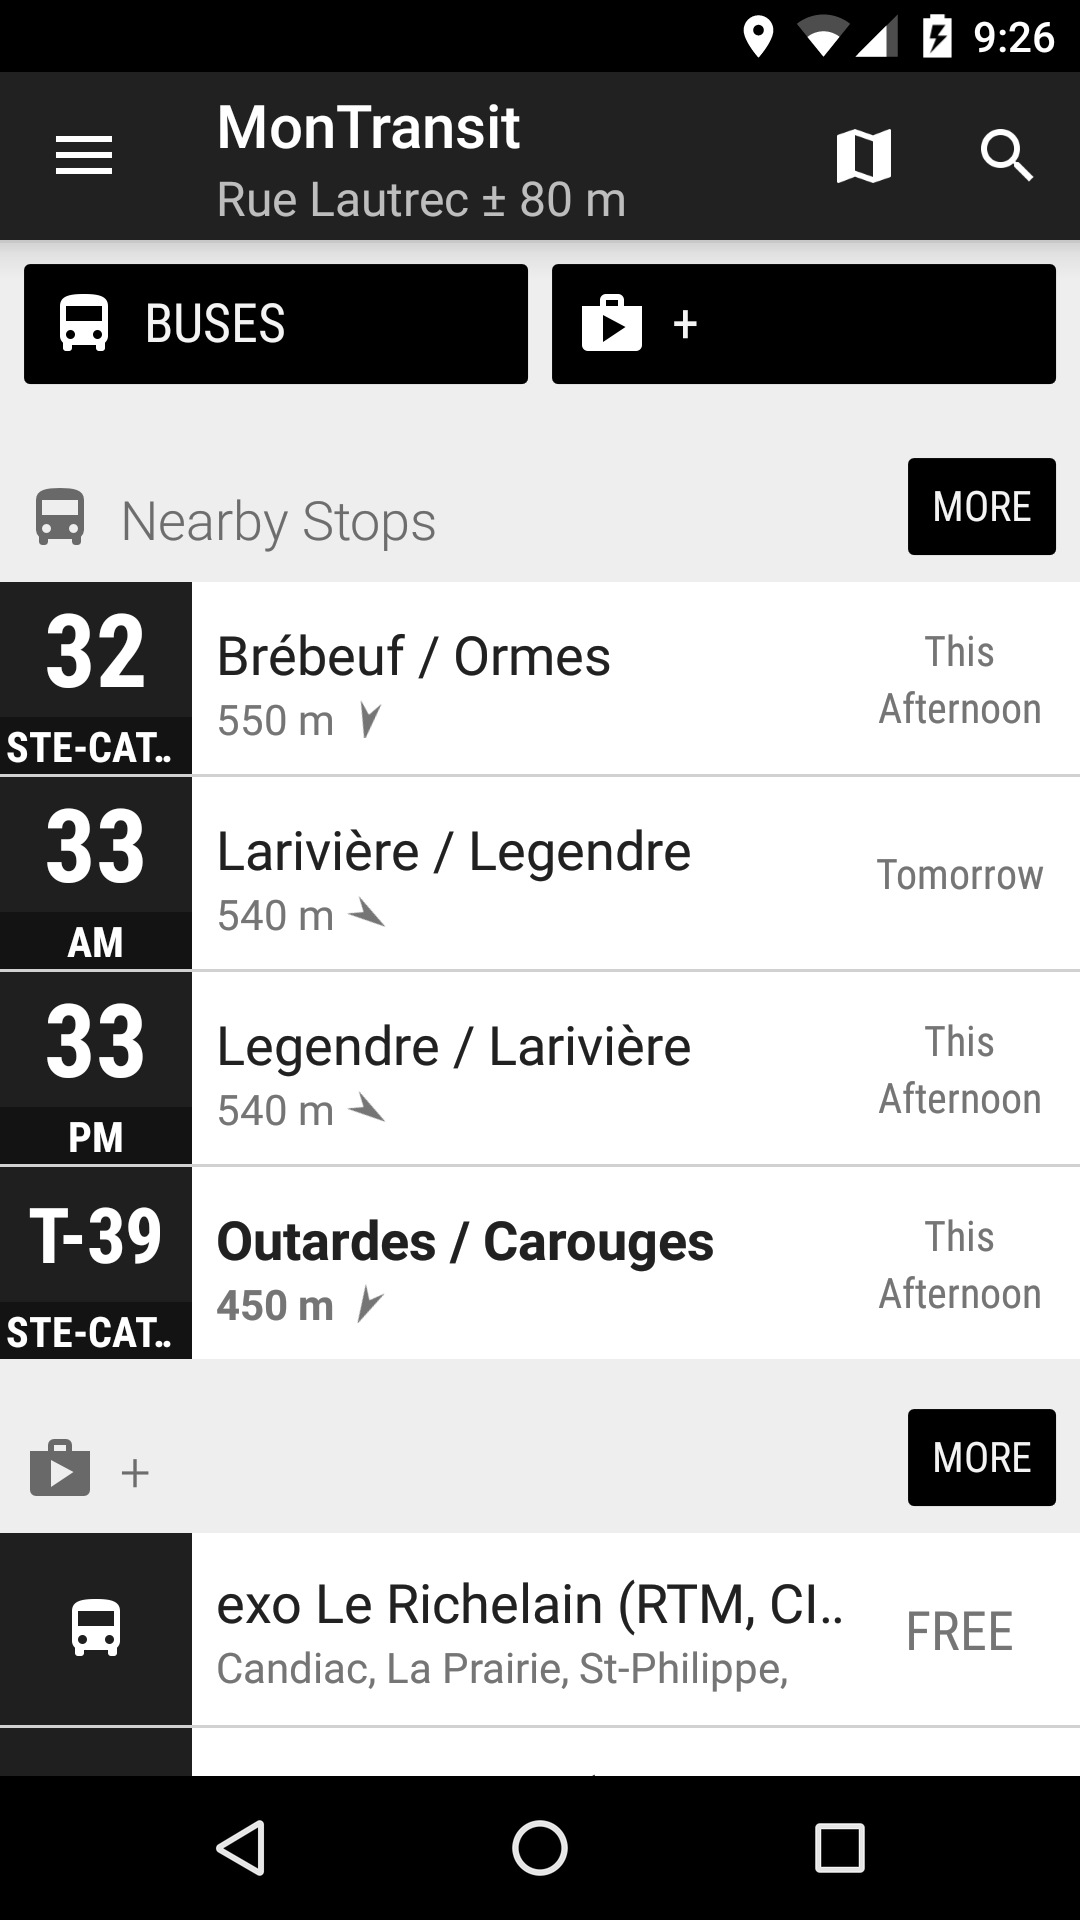 9:26
MonTransit
Rue Lautrec ± 80 m
BUSES
+
Nearby Stops
MORE
32
STE-CAT..
Brébeuf / Ormes
550 m
This
Afternoon
33
AM
Larivière / Legendre
540 m
Tomorrow
33
PM
Legendre / Larivière
540 m
This
Afternoon
T-39
STE-CAT..
Outardes / Carouges
450 m
This
Afternoon
+
MORE
exo Le Richelain (RTM, CI..
Candiac, La Prairie, St-Philippe,
FREE